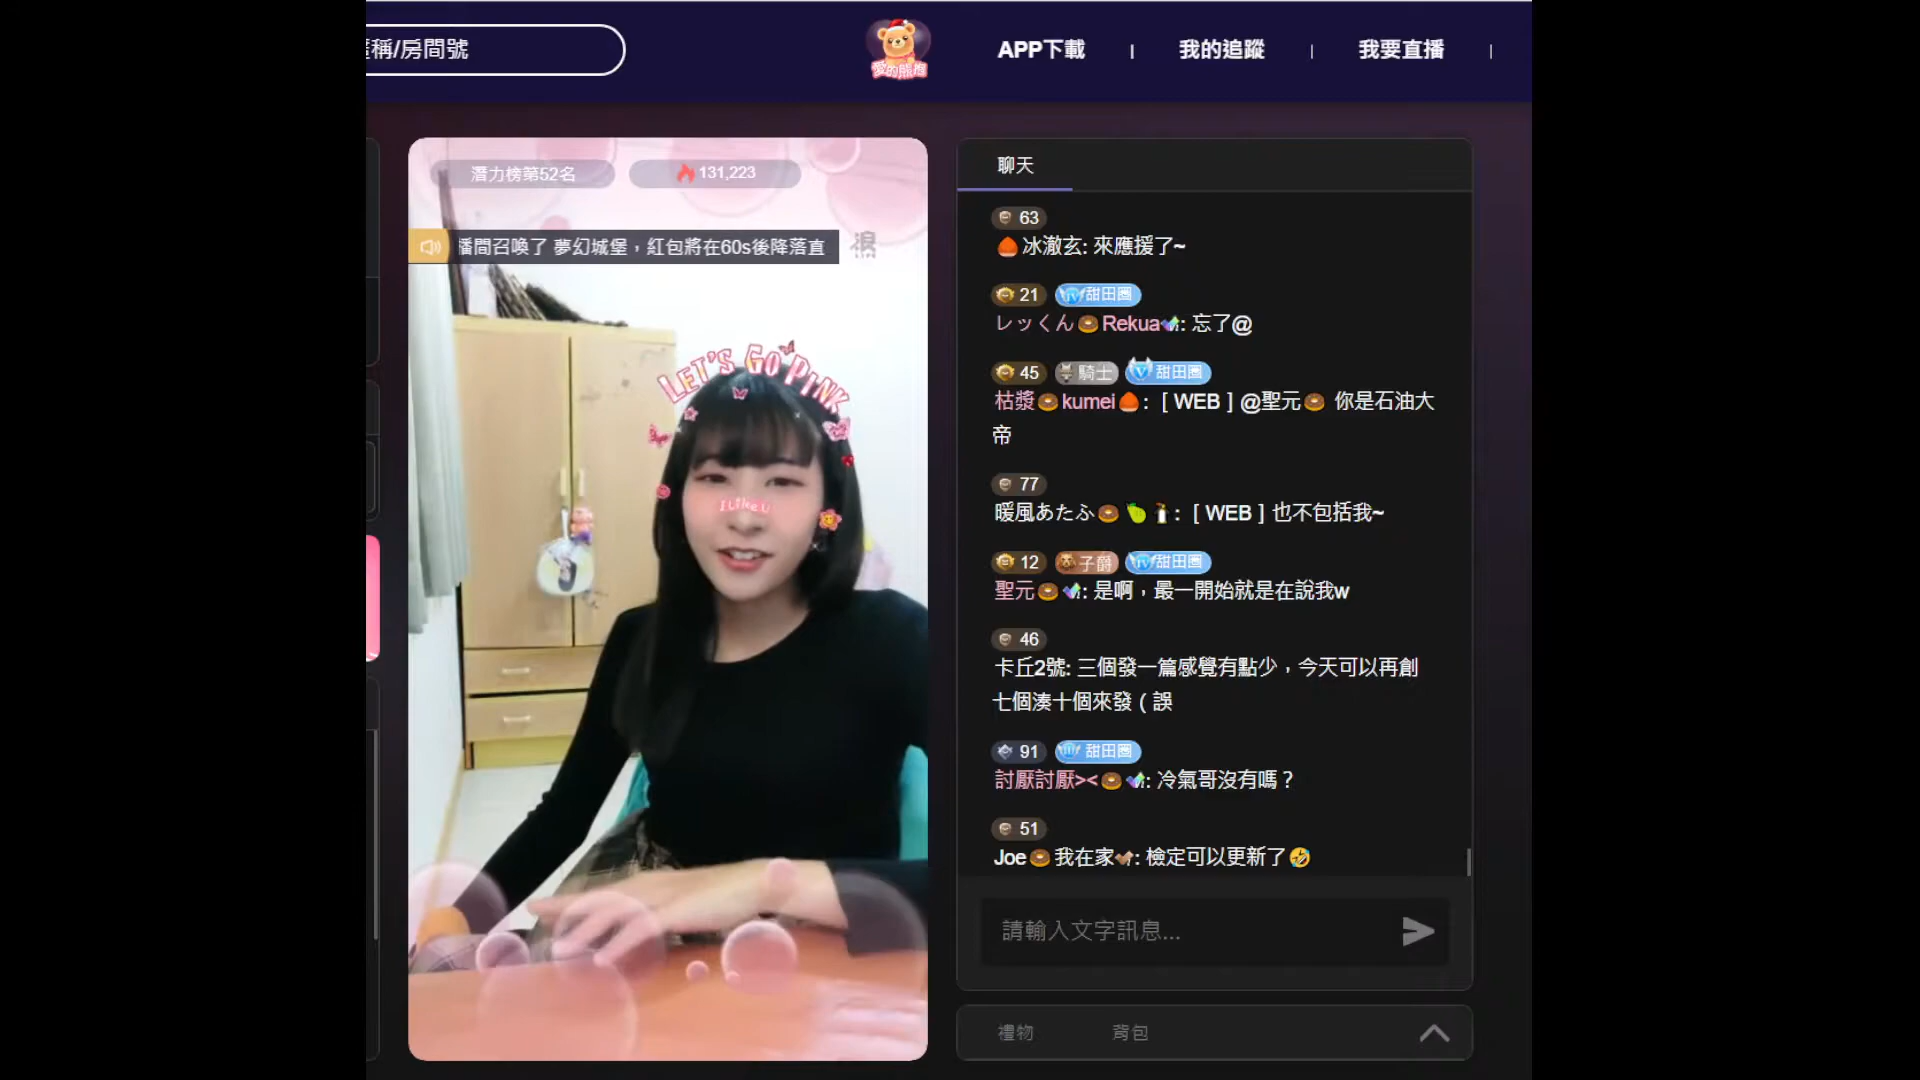 稱/房間號
愛的熊抱
APP下載
我的追蹤
我要直播
潛力榜第52名
131,223
播間召喚了 夢幻城堡，紅包將在60s後降落直
浪
LET'S GO PINK
I Like U
聊天
63
冰澈玄: 來應援了~
21 IV 甜田圈
レッくん Rekua: 忘了@
45 騎士 V 甜田圈
枯漿 kumei: [ WEB ] @聖元 你是石油大
帝
77
暖風あたふ: [ WEB ] 也不包括我~
12 子爵 IV 甜田圈
聖元: 是啊，最一開始就是在說我w
46
卡丘2號: 三個發一篇感覺有點少，今天可以再創
七個湊十個來發 ( 誤
91 III 甜田圈
討厭討厭><: 冷氣哥沒有嗎？
51
Joe 我在家: 檢定可以更新了🤣
請輸入文字訊息...
禮物
背包